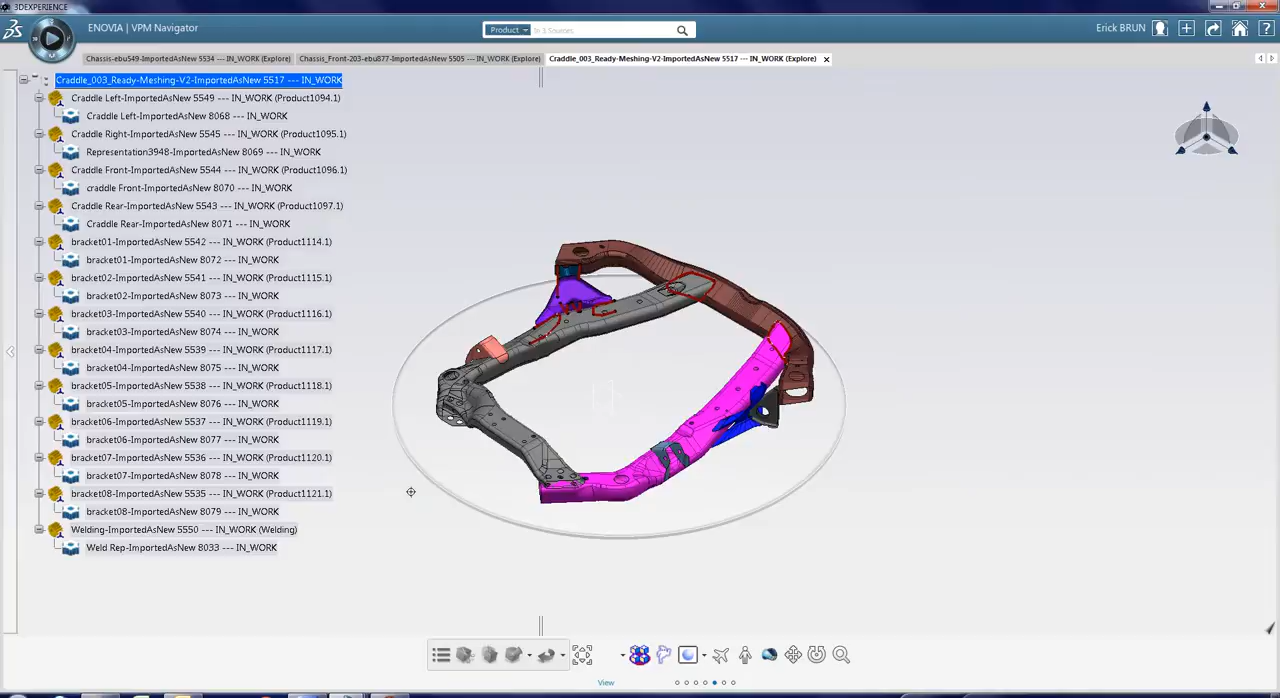 3DEXPERIENCE
ENOVIA | VPM Navigator
Product
in 3 Sources
Erick BRUN
Chassis-ebu549-ImportedAsNew 5534 --- IN_WORK (Explore)
Chassis_Front-203-ebu877-ImportedAsNew 5505 --- IN_WORK (Explore)
Craddle_003_Ready-Meshing-V2-ImportedAsNew 5517 --- IN_WORK (Explore)
Craddle_003_Ready-Meshing-V2-ImportedAsNew 5517 --- IN_WORK
Craddle Left-ImportedAsNew 5549 --- IN_WORK (Product1094.1)
Craddle Left-ImportedAsNew 8068 --- IN_WORK
Craddle Right-ImportedAsNew 5545 --- IN_WORK (Product1095.1)
Representation3948-ImportedAsNew 8069 --- IN_WORK
Craddle Front-ImportedAsNew 5544 --- IN_WORK (Product1096.1)
craddle Front-ImportedAsNew 8070 --- IN_WORK
Craddle Rear-ImportedAsNew 5543 --- IN_WORK (Product1097.1)
Craddle Rear-ImportedAsNew 8071 --- IN_WORK
bracket01-ImportedAsNew 5542 --- IN_WORK (Product1114.1)
bracket01-ImportedAsNew 8072 --- IN_WORK
bracket02-ImportedAsNew 5541 --- IN_WORK (Product1115.1)
bracket02-ImportedAsNew 8073 --- IN_WORK
bracket03-ImportedAsNew 5540 --- IN_WORK (Product1116.1)
bracket03-ImportedAsNew 8074 --- IN_WORK
bracket04-ImportedAsNew 5539 --- IN_WORK (Product1117.1)
bracket04-ImportedAsNew 8075 --- IN_WORK
bracket05-ImportedAsNew 5538 --- IN_WORK (Product1118.1)
bracket05-ImportedAsNew 8076 --- IN_WORK
bracket06-ImportedAsNew 5537 --- IN_WORK (Product1119.1)
bracket06-ImportedAsNew 8077 --- IN_WORK
bracket07-ImportedAsNew 5536 --- IN_WORK (Product1120.1)
bracket07-ImportedAsNew 8078 --- IN_WORK
bracket08-ImportedAsNew 5535 --- IN_WORK (Product1121.1)
bracket08-ImportedAsNew 8079 --- IN_WORK
Welding-ImportedAsNew 5550 --- IN_WORK (Welding)
Weld Rep-ImportedAsNew 8033 --- IN_WORK
View